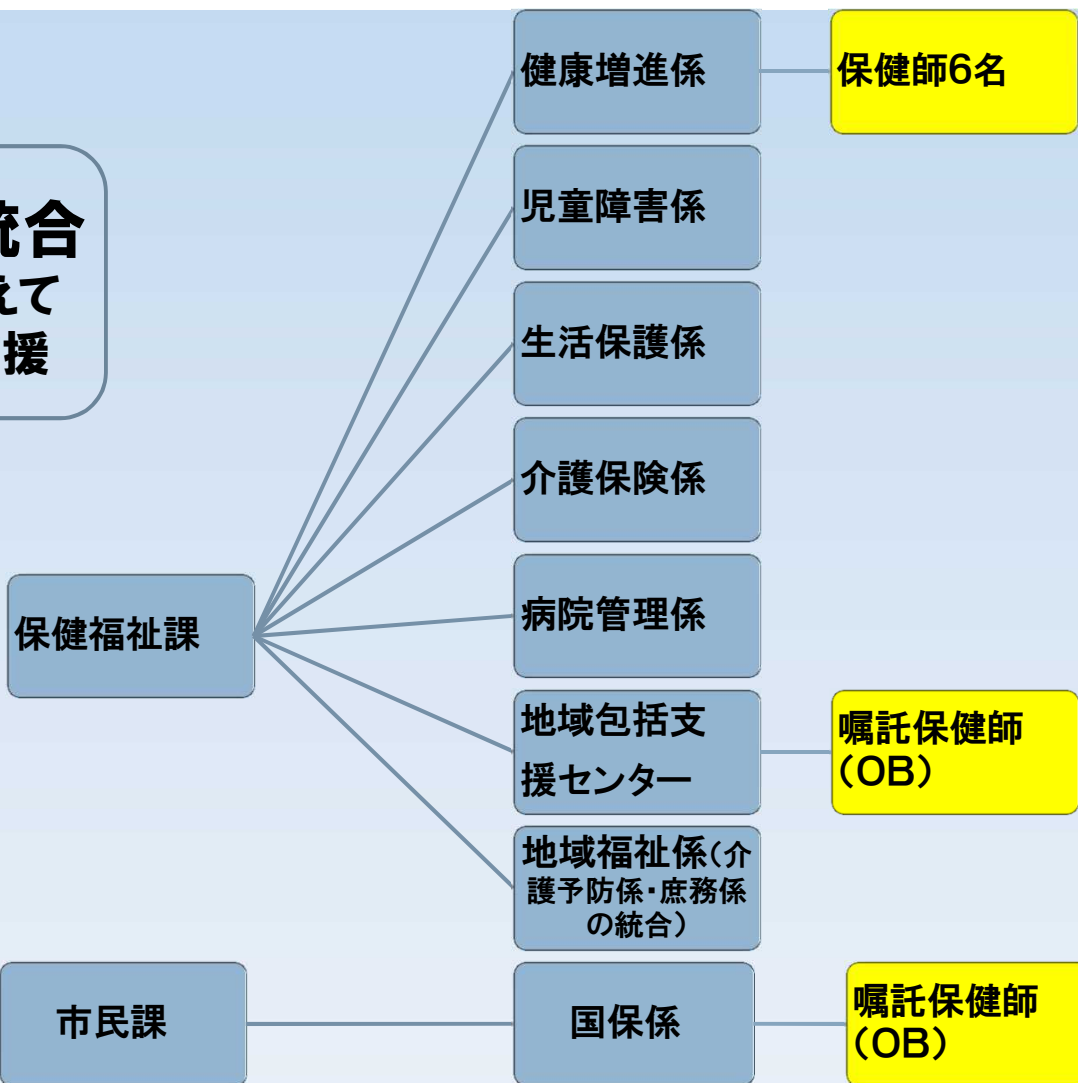 健康増進係
保健師6名
統合
えて
援
児童障害係
生活保護係
介護保険係
保健福祉課
病院管理係
地域包括支
援センター
嘱託保健師
（OB）
地域福祉係（介
護予防係・庶務係
の統合）
市民課
国保係
嘱託保健師
（OB）